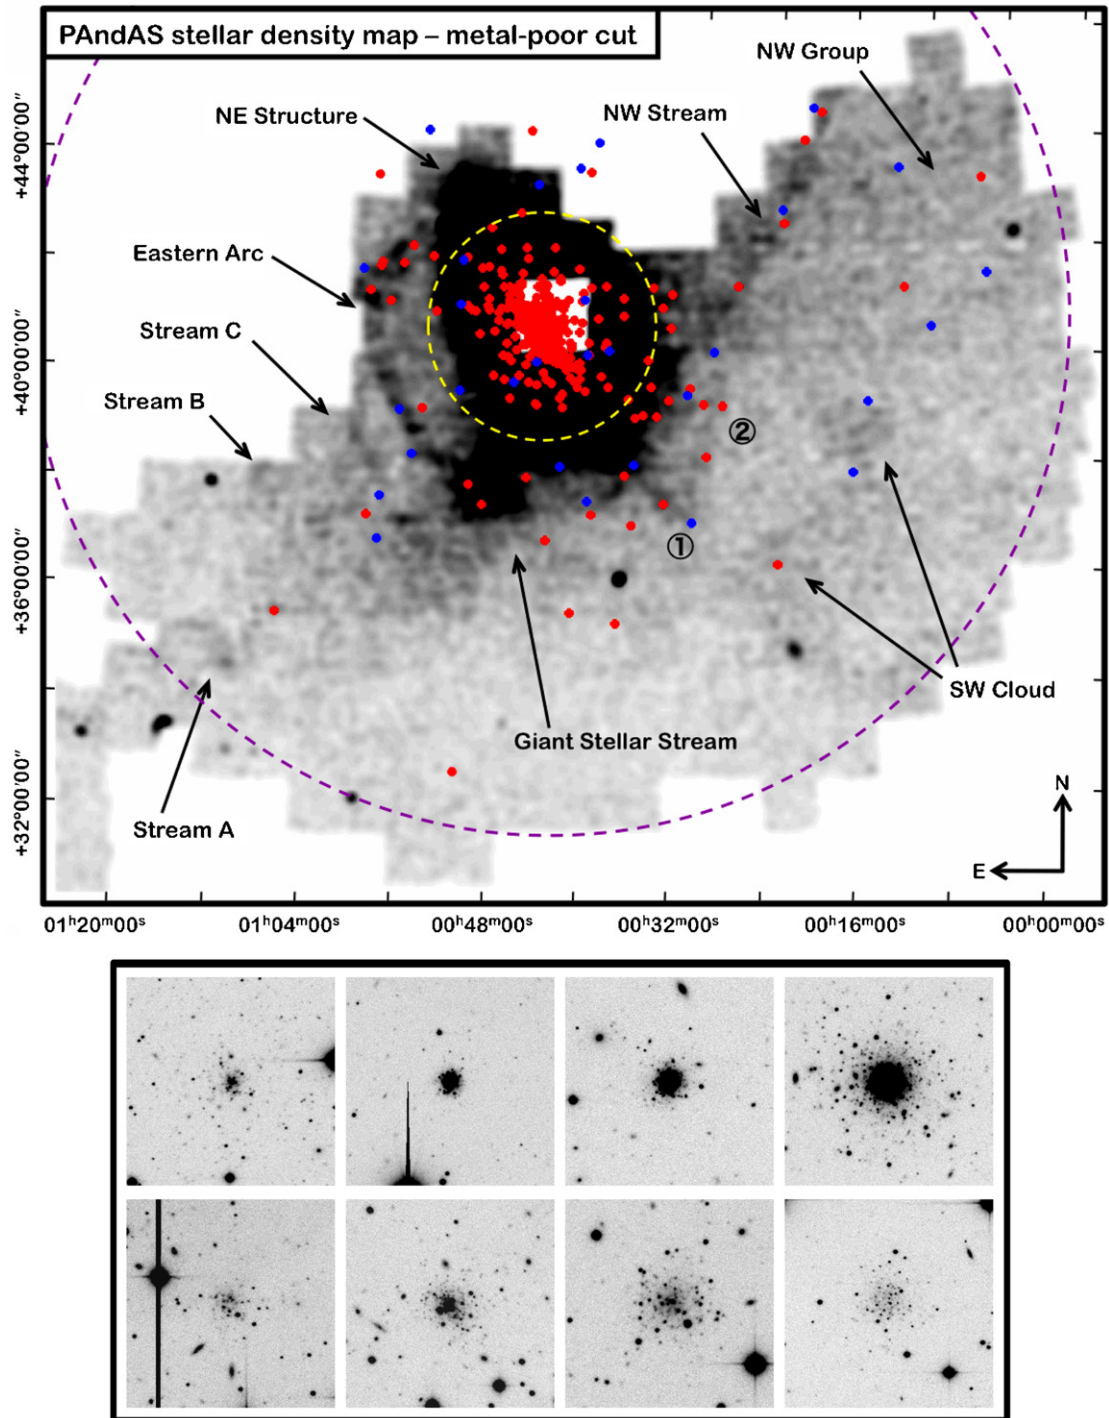 PAndAS stellar density map – metal-poor cut
NW Group
NE Structure
NW Stream
+44°00′00″
Eastern Arc
Stream C
+40°00′00″
Stream B
②
①
+36°00′00″
SW Cloud
Giant Stellar Stream
+32°00′00″
Stream A
N
E
01ʰ20ᵐ00ˢ 01ʰ04ᵐ00ˢ 00ʰ48ᵐ00ˢ 00ʰ32ᵐ00ˢ 00ʰ16ᵐ00ˢ 00ʰ00ᵐ00ˢ